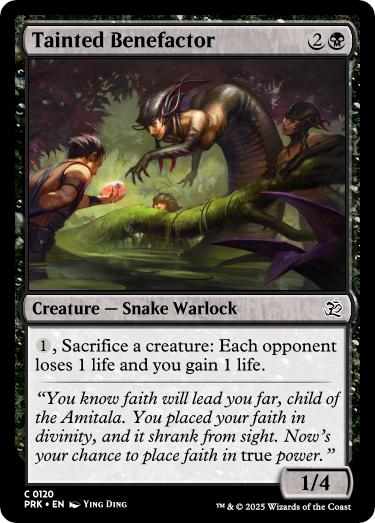 Tainted Benefactor 2
Creature — Snake Warlock
1, Sacrifice a creature: Each opponent
loses 1 life and you gain 1 life.
“You know faith will lead you far, child of
the Amitala. You placed your faith in
divinity, and it shrank from sight. Now's
your chance to place faith in true power.”
1/4
C 0120
PRK • EN YING DING
™ & © 2025 Wizards of the Coast